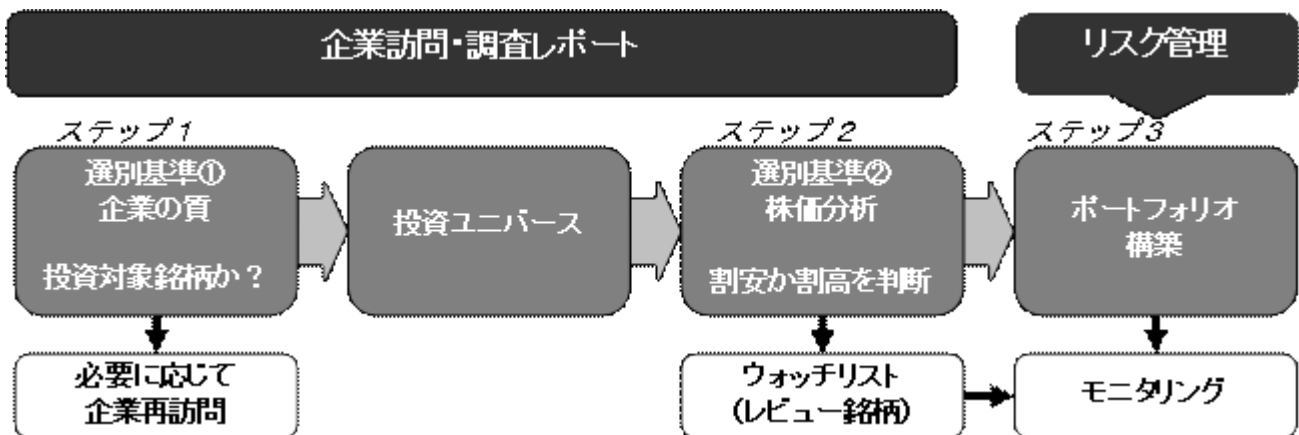 企業訪問・調査レポート
リスク管理
ステップ1
選別基準①
企業の質
投資対象銘柄か？
投資ユニバース
ステップ2
選別基準②
株価分析
割安か割高を判断
ステップ3
ポートフォリオ
構築
必要に応じて
企業再訪問
ウォッチリスト
(レビュー銘柄)
モニタリング